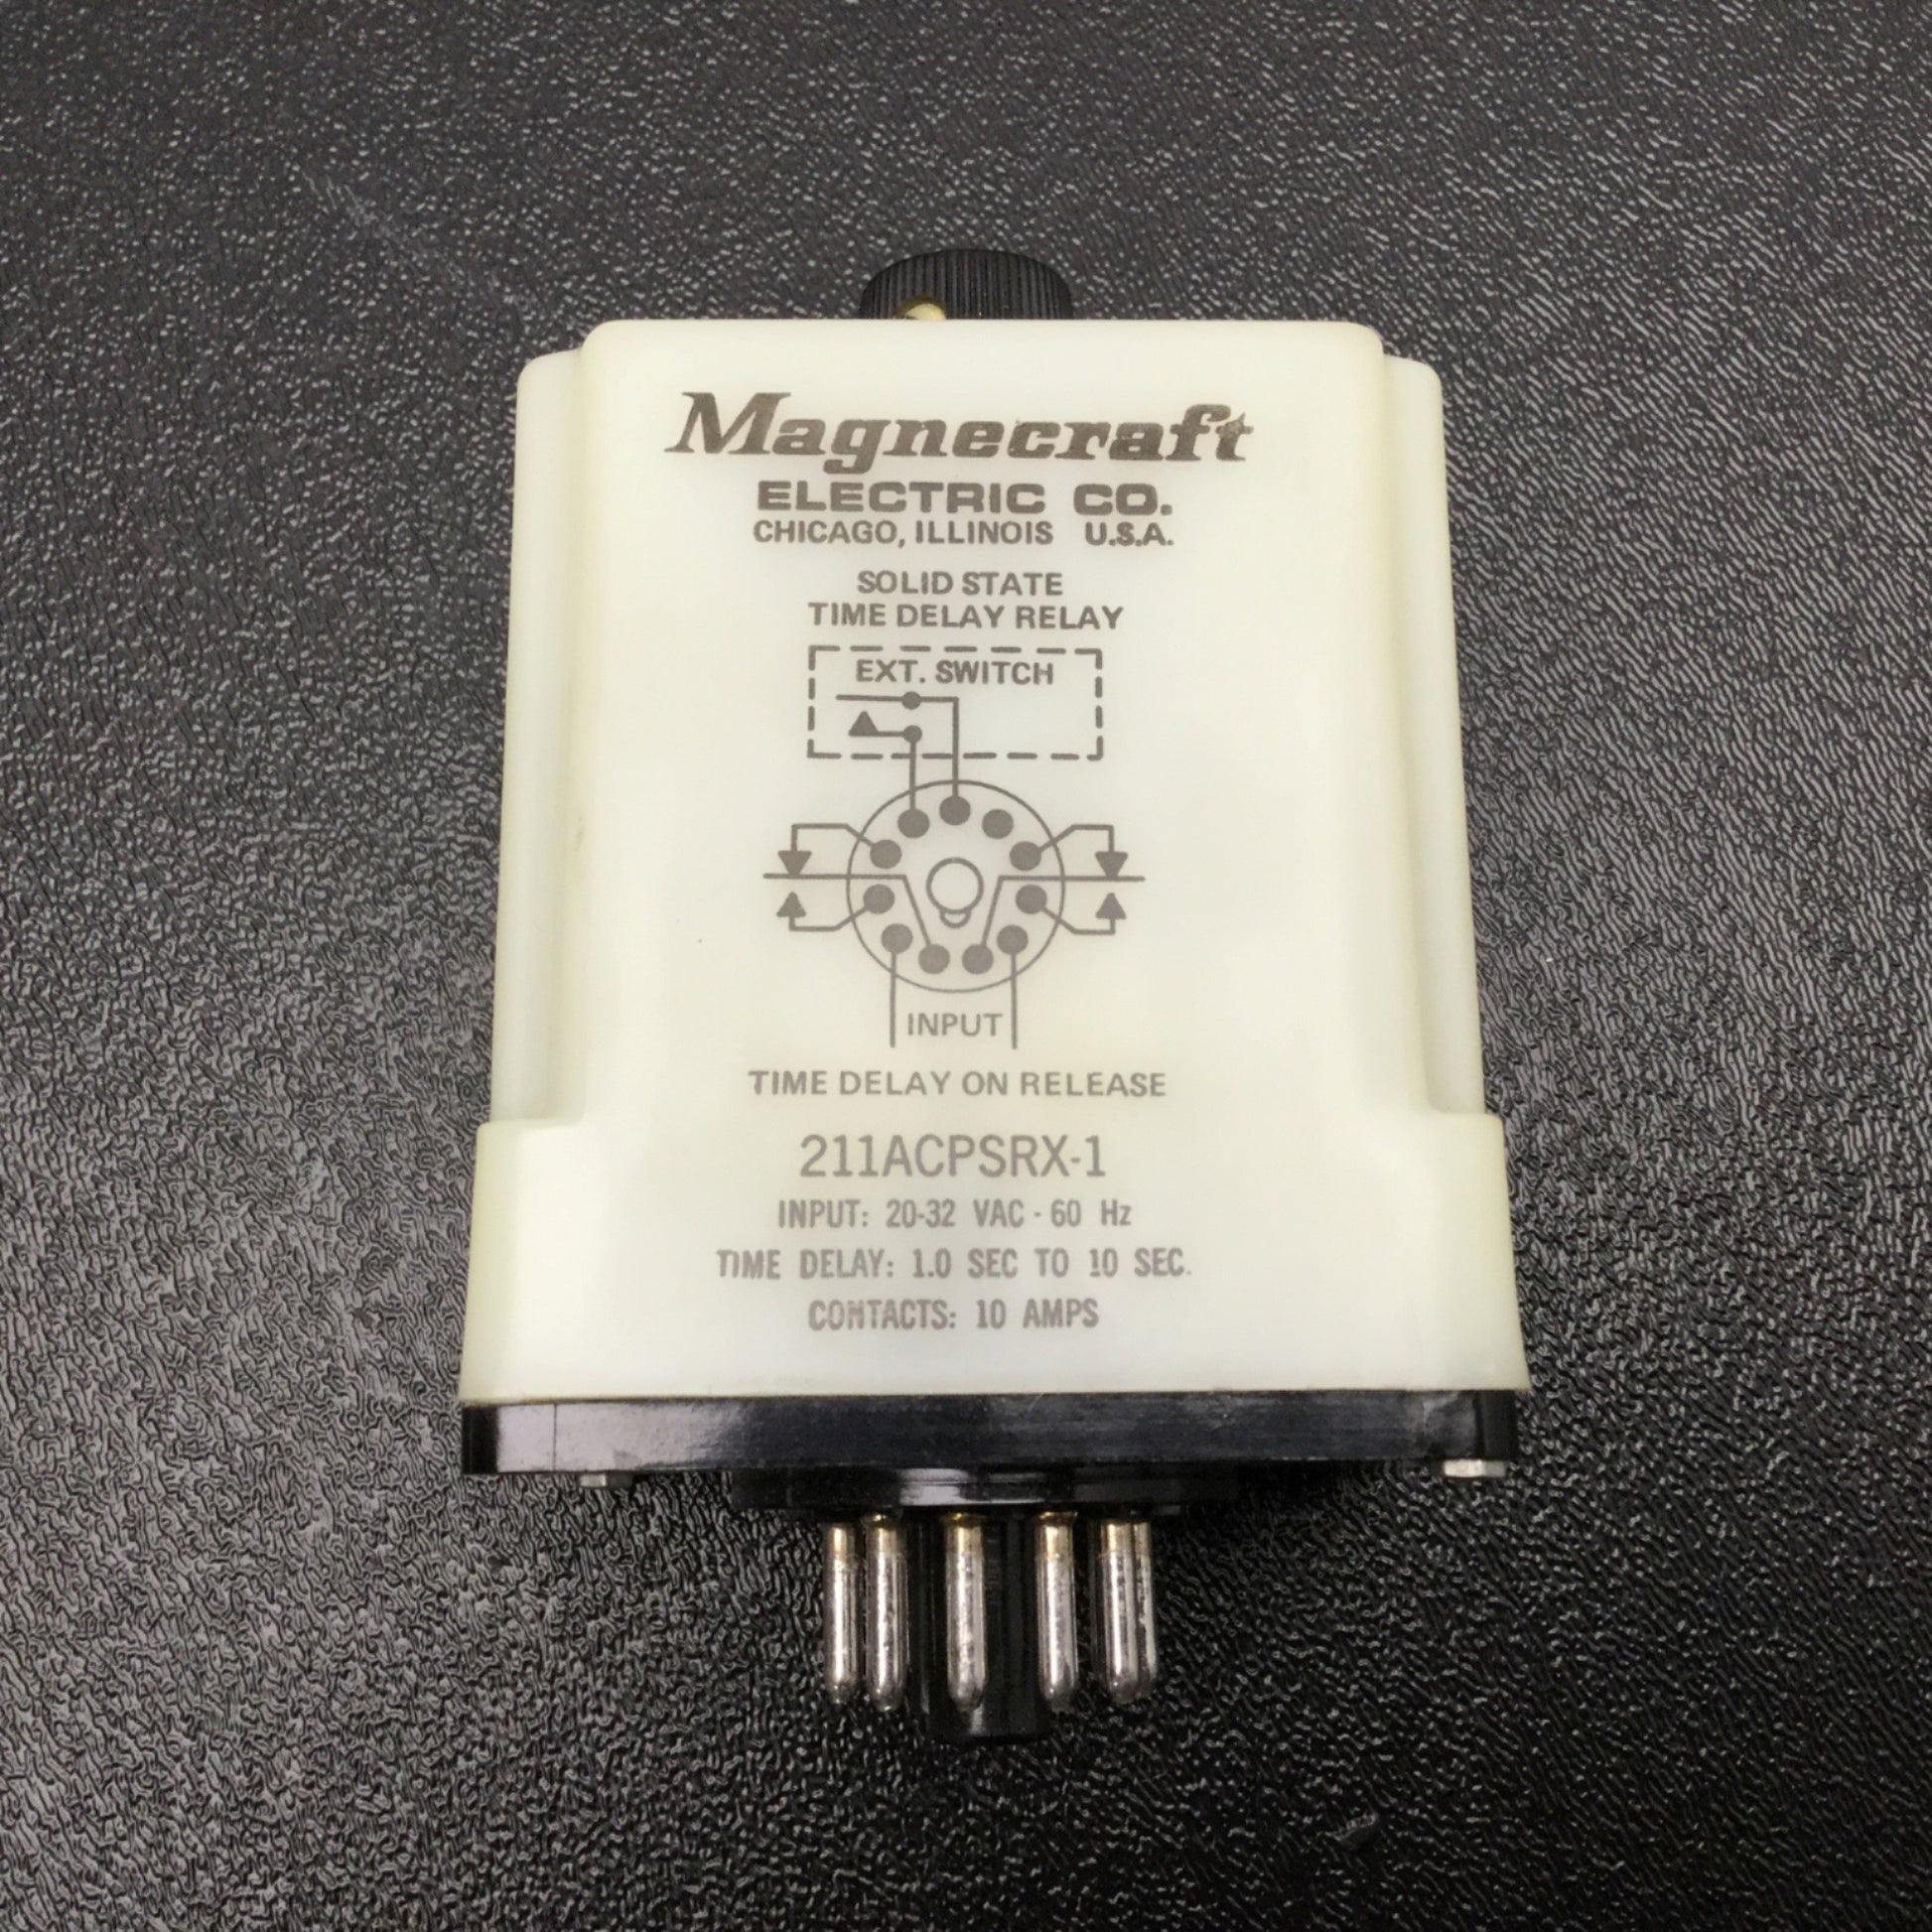 Magnecraft
ELECTRIC CO.
CHICAGO, ILLINOIS U.S.A.
SOLID STATE
TIME DELAY RELAY
EXT. SWITCH
INPUT
TIME DELAY ON RELEASE
211ACPSRX-1
INPUT: 20-32 VAC - 60 Hz
TIME DELAY: 1.0 SEC TO 10 SEC.
CONTACTS: 10 AMPS